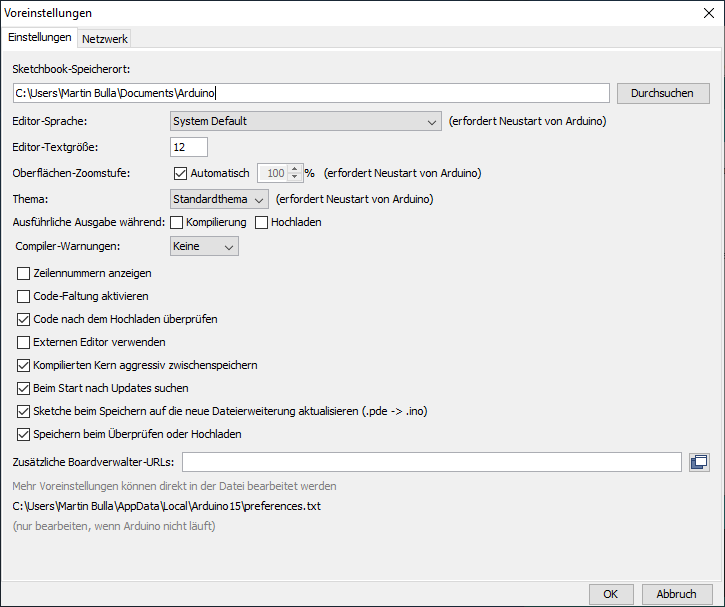 Voreinstellungen
Einstellungen Netzwerk
Sketchbook-Speicherort:
C:\Users\Martin Bulla\Documents\Arduino Durchsuchen
Editor-Sprache: System Default (erfordert Neustart von Arduino)
Editor-Textgröße: 12
Oberflächen-Zoomstufe: Automatisch 100 % (erfordert Neustart von Arduino)
Thema: Standardthema (erfordert Neustart von Arduino)
Ausführliche Ausgabe während: Kompilierung Hochladen
Compiler-Warnungen: Keine
Zeilennummern anzeigen
Code-Faltung aktivieren
Code nach dem Hochladen überprüfen
Externen Editor verwenden
Kompilierten Kern aggressiv zwischenspeichern
Beim Start nach Updates suchen
Sketche beim Speichern auf die neue Dateierweiterung aktualisieren (.pde -> .ino)
Speichern beim Überprüfen oder Hochladen
Zusätzliche Boardverwalter-URLs:
Mehr Voreinstellungen können direkt in der Datei bearbeitet werden
C:\Users\Martin Bulla\AppData\Local\Arduino15\preferences.txt
(nur bearbeiten, wenn Arduino nicht läuft)
OK Abbruch